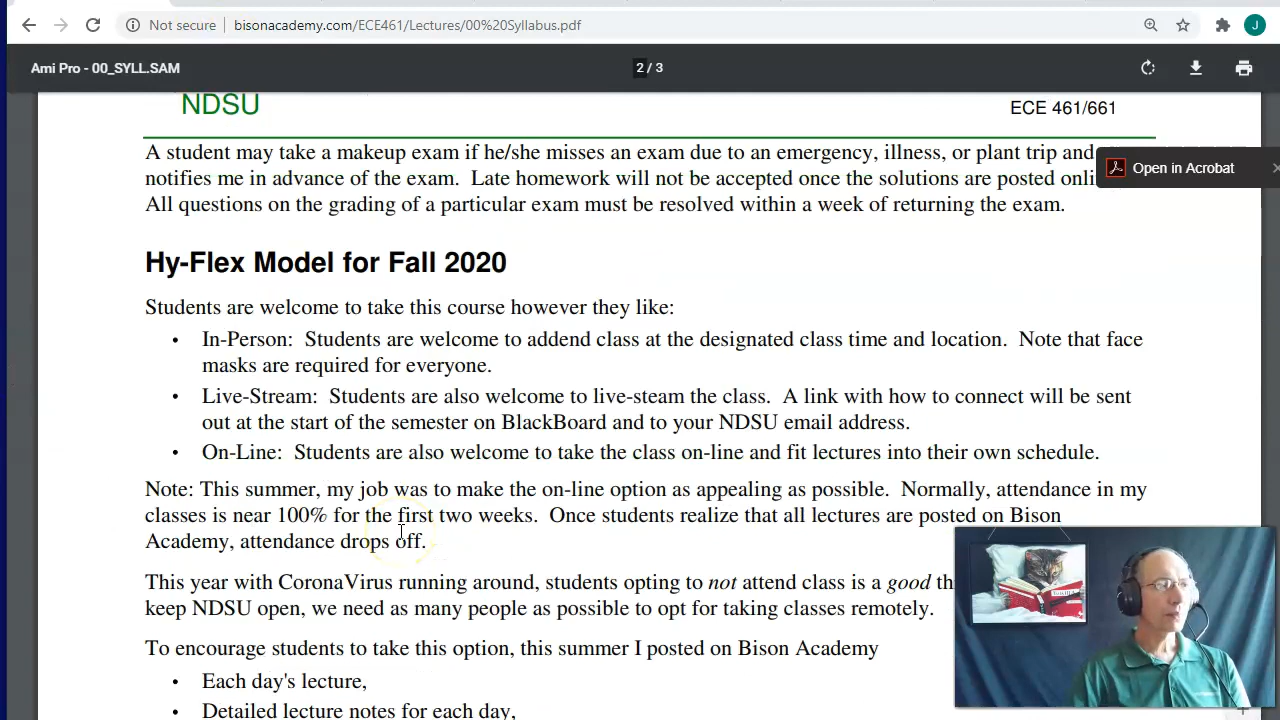 Not secure bisonacademy.com/ECE461/Lectures/00%20Syllabus.pdf
J
Ami Pro - 00_SYLL.SAM
2 / 3
NDSU
ECE 461/661
A student may take a makeup exam if he/she misses an exam due to an emergency, illness, or plant trip and
Open in Acrobat
notifies me in advance of the exam. Late homework will not be accepted once the solutions are posted onli
All questions on the grading of a particular exam must be resolved within a week of returning the exam.
Hy-Flex Model for Fall 2020
Students are welcome to take this course however they like:
• In-Person: Students are welcome to addend class at the designated class time and location. Note that face
masks are required for everyone.
• Live-Stream: Students are also welcome to live-steam the class. A link with how to connect will be sent
out at the start of the semester on BlackBoard and to your NDSU email address.
• On-Line: Students are also welcome to take the class on-line and fit lectures into their own schedule.
Note: This summer, my job was to make the on-line option as appealing as possible. Normally, attendance in my
classes is near 100% for the first two weeks. Once students realize that all lectures are posted on Bison
Academy, attendance drops off.
This year with CoronaVirus running around, students opting to not attend class is a good th
keep NDSU open, we need as many people as possible to opt for taking classes remotely.
To encourage students to take this option, this summer I posted on Bison Academy
• Each day's lecture,
• Detailed lecture notes for each day,